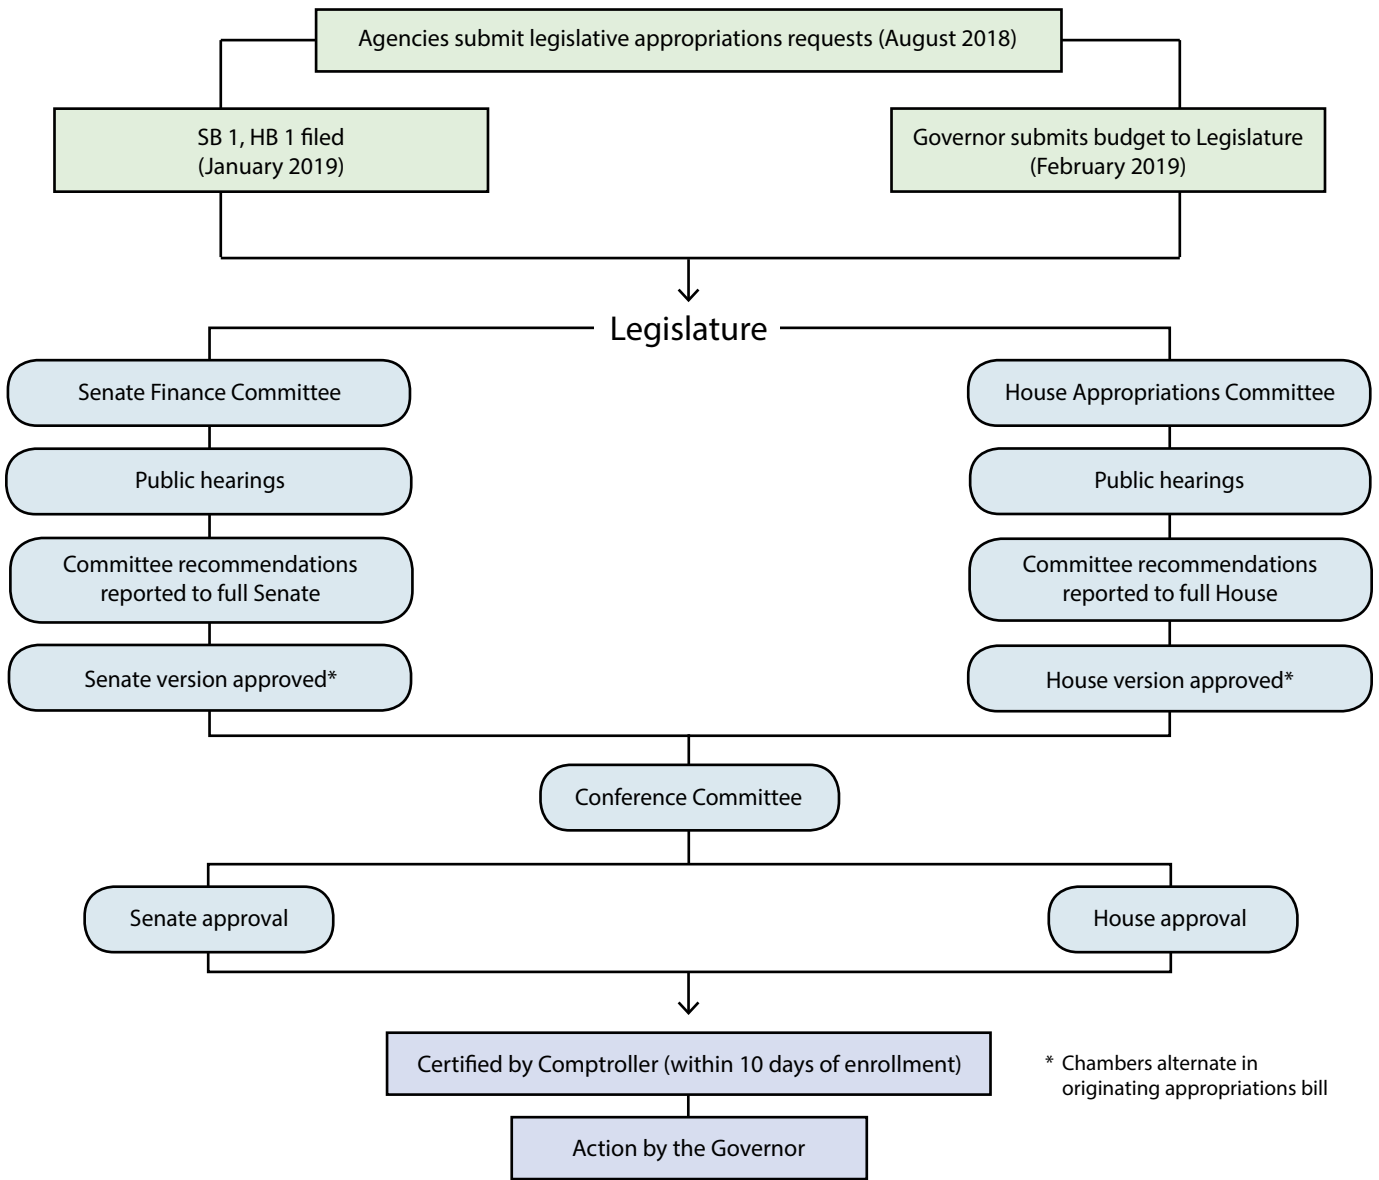 Agencies submit legislative appropriations requests (August 2018)
SB 1, HB 1 filed
(January 2019)
Governor submits budget to Legislature
(February 2019)
Legislature
Senate Finance Committee
House Appropriations Committee
Public hearings
Public hearings
Committee recommendations
reported to full Senate
Committee recommendations
reported to full House
Senate version approved*
House version approved*
Conference Committee
Senate approval
House approval
Certified by Comptroller (within 10 days of enrollment)
* Chambers alternate in
originating appropriations bill
Action by the Governor